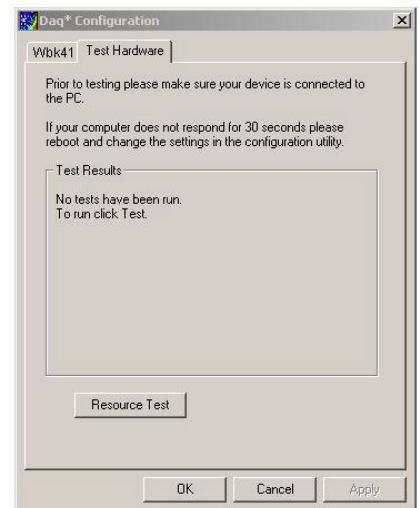 Daq* Configuration
Wbk41
Test Hardware
Prior to testing please make sure your device is connected to
the PC.
If your computer does not respond for 30 seconds please
reboot and change the settings in the configuration utility.
Test Results
No tests have been run.
To run click Test.
Resource Test
OK
Cancel
Apply